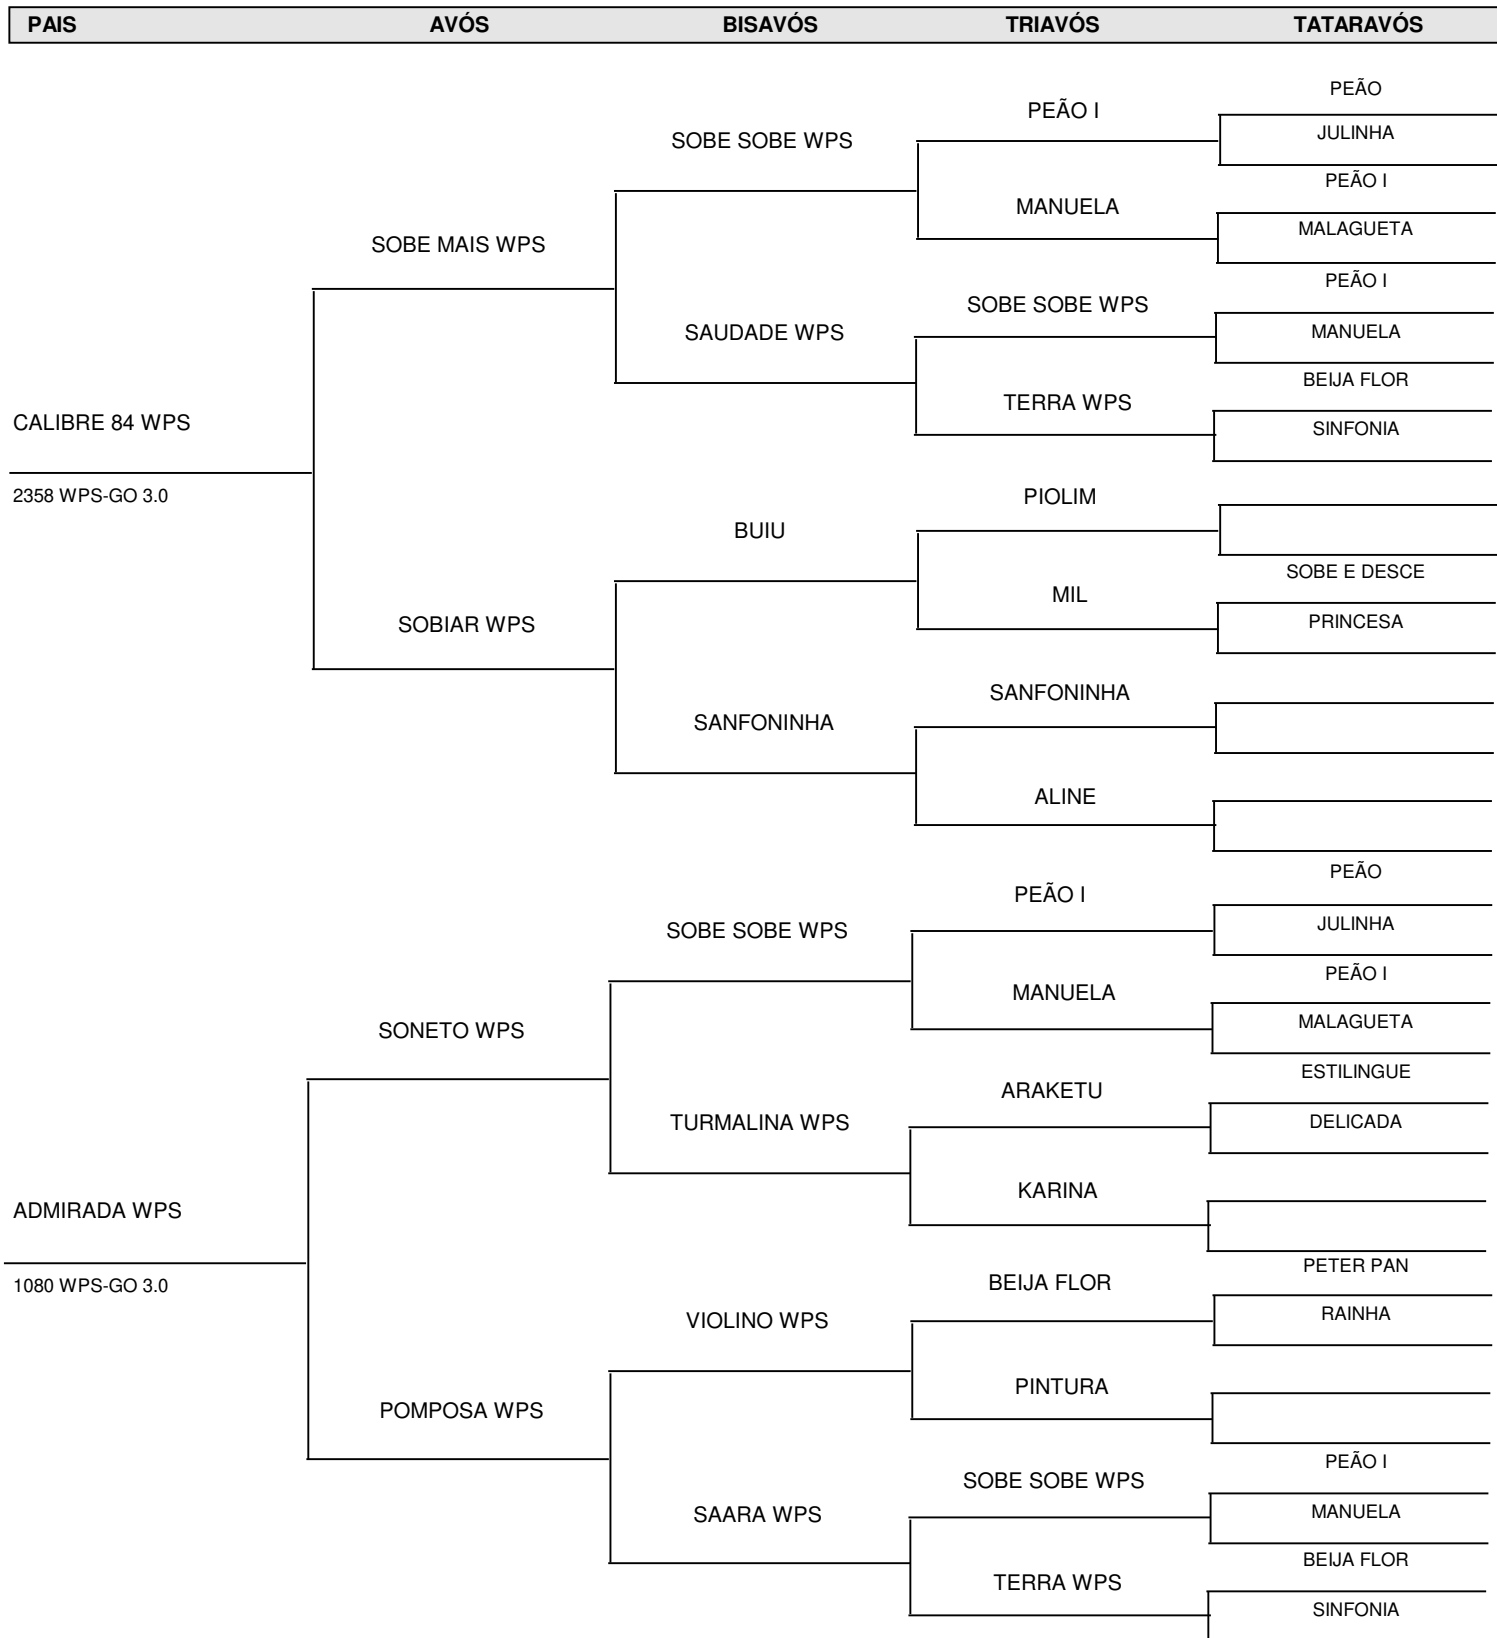 PAIS AVÓS BISAVÓS TRIAVÓS TATARAVÓS
PEÃO
PEÃO I
JULINHA
SOBE SOBE WPS
PEÃO I
MANUELA
MALAGUETA
SOBE MAIS WPS
PEÃO I
SOBE SOBE WPS
SAUDADE WPS
MANUELA
BEIJA FLOR
TERRA WPS
CALIBRE 84 WPS
SINFONIA
2358 WPS-GO 3.0
PIOLIM
BUIU
SOBE E DESCE
MIL
SOBIAR WPS
PRINCESA
SANFONINHA
SANFONINHA
ALINE
PEÃO
PEÃO I
JULINHA
SOBE SOBE WPS
PEÃO I
MANUELA
SONETO WPS
MALAGUETA
ESTILINGUE
ARAKETU
TURMALINA WPS
DELICADA
KARINA
ADMIRADA WPS
PETER PAN
1080 WPS-GO 3.0
BEIJA FLOR
VIOLINO WPS
RAINHA
PINTURA
POMPOSA WPS
PEÃO I
SOBE SOBE WPS
SAARA WPS
MANUELA
BEIJA FLOR
TERRA WPS
SINFONIA